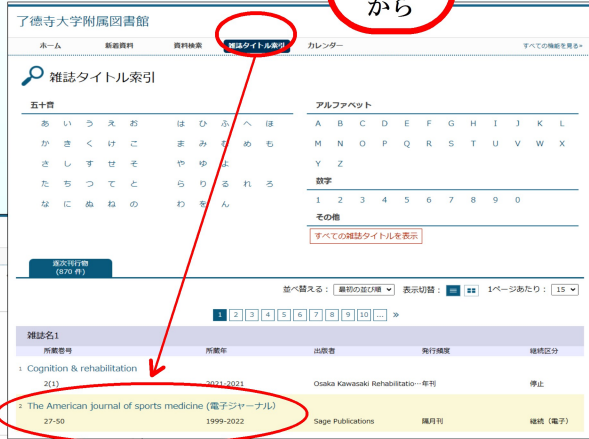 から
了德寺大学附属図書館
ホーム 新着資料 資料検索 雑誌タイトル索引 カレンダー すべての機能を見る»
雑誌タイトル索引
五十音
あ い う え お は ひ ふ へ ほ
か き く け こ ま み む め も
さ し す せ そ や ゆ よ
た ち つ て と ら り る れ ろ
な に ぬ ね の わ を ん
アルファベット
A B C D E F G H I J K L
M N O P Q R S T U V W X
Y Z
数字
1 2 3 4 5 6 7 8 9 0
その他
すべての雑誌タイトルを表示
逐次刊行物
(870 件)
並べ替える： 最初の並び順 表示切替： 1ページあたり： 15
1 2 3 4 5 6 7 8 9 10 ... »
雑誌名1
所蔵巻号 所蔵年 出版者 発行頻度 継続区分
1 Cognition & rehabilitation
2(1) 2021-2021 Osaka Kawasaki Rehabilitatio… 年刊 停止
2 The American journal of sports medicine (電子ジャーナル)
27-50 1999-2022 Sage Publications 隔月刊 継続（電子）